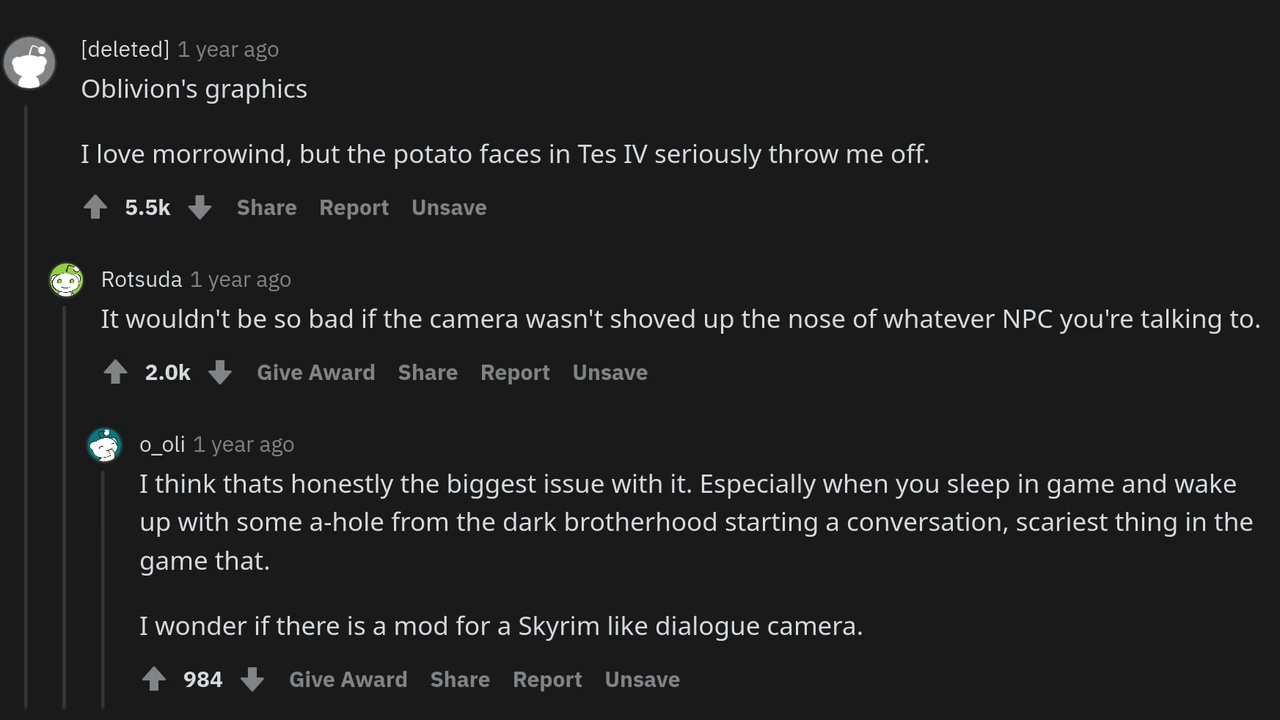 [deleted] 1 year ago
Oblivion's graphics
I love morrowind, but the potato faces in Tes IV seriously throw me off.
5.5k Share Report Unsave
Rotsuda 1 year ago
It wouldn't be so bad if the camera wasn't shoved up the nose of whatever NPC you're talking to.
2.0k Give Award Share Report Unsave
o_oli 1 year ago
I think thats honestly the biggest issue with it. Especially when you sleep in game and wake
up with some a-hole from the dark brotherhood starting a conversation, scariest thing in the
game that.
I wonder if there is a mod for a Skyrim like dialogue camera.
984 Give Award Share Report Unsave